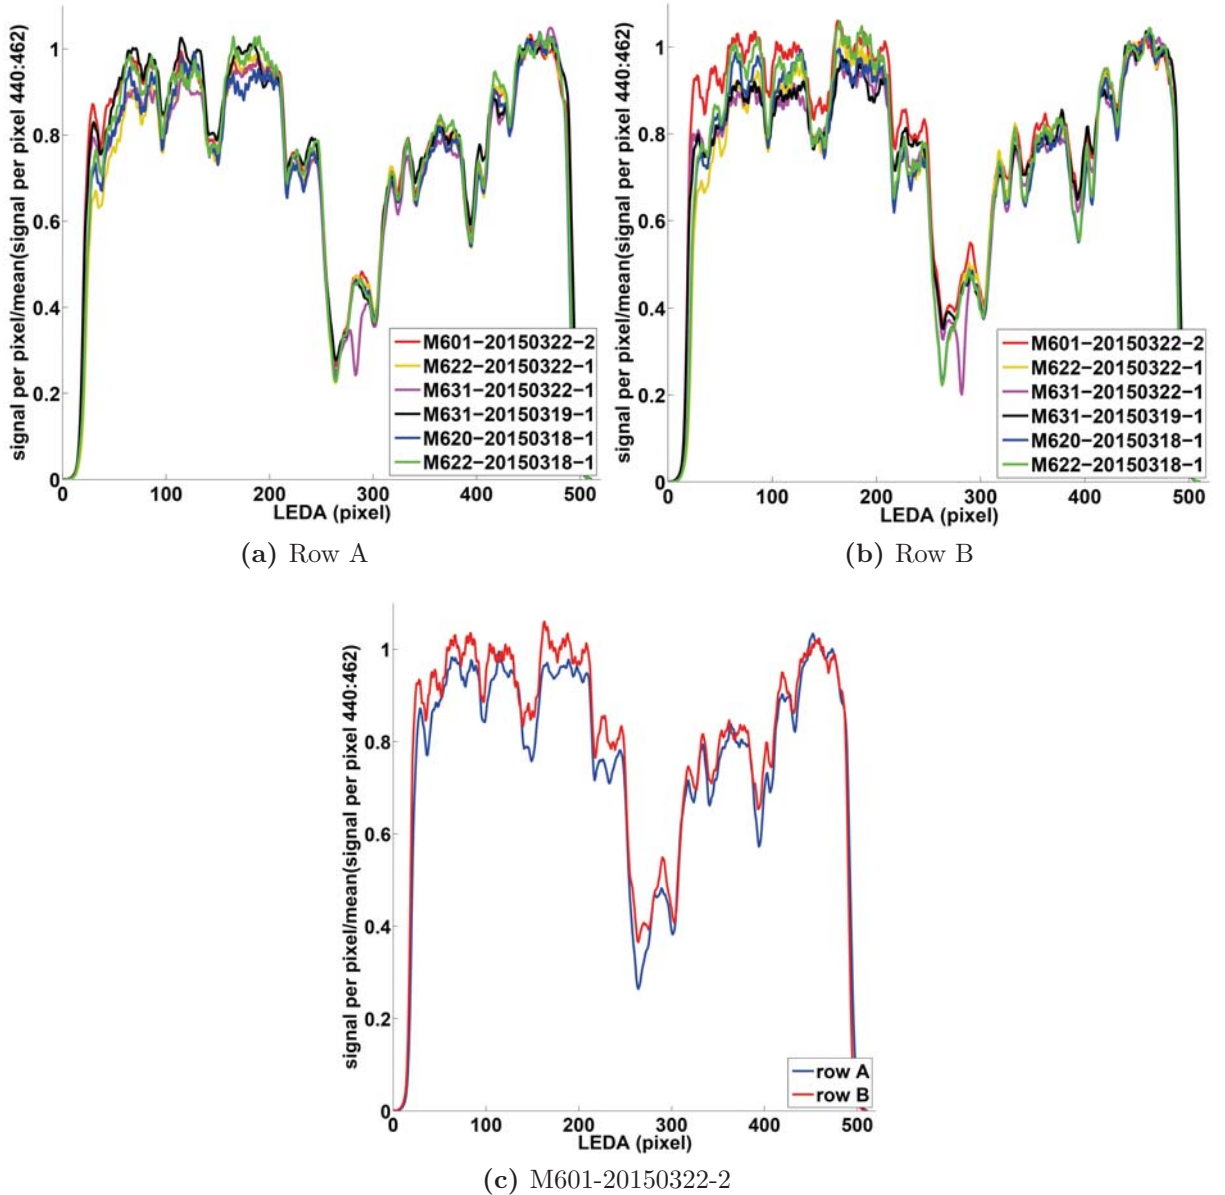 signal per pixel/mean(signal per pixel 440:462)
1
0.8
0.6
0.4
0.2
0
0 100 200 300 400 500
LEDA (pixel)
M601-20150322-2
M622-20150322-1
M631-20150322-1
M631-20150319-1
M620-20150318-1
M622-20150318-1
(a) Row A
signal per pixel/mean(signal per pixel 440:462)
1
0.8
0.6
0.4
0.2
0
0 100 200 300 400 500
LEDA (pixel)
M601-20150322-2
M622-20150322-1
M631-20150322-1
M631-20150319-1
M620-20150318-1
M622-20150318-1
(b) Row B
signal per pixel/mean(signal per pixel 440:462)
1
0.8
0.6
0.4
0.2
0
0 100 200 300 400 500
LEDA (pixel)
row A
row B
(c) M601-20150322-2